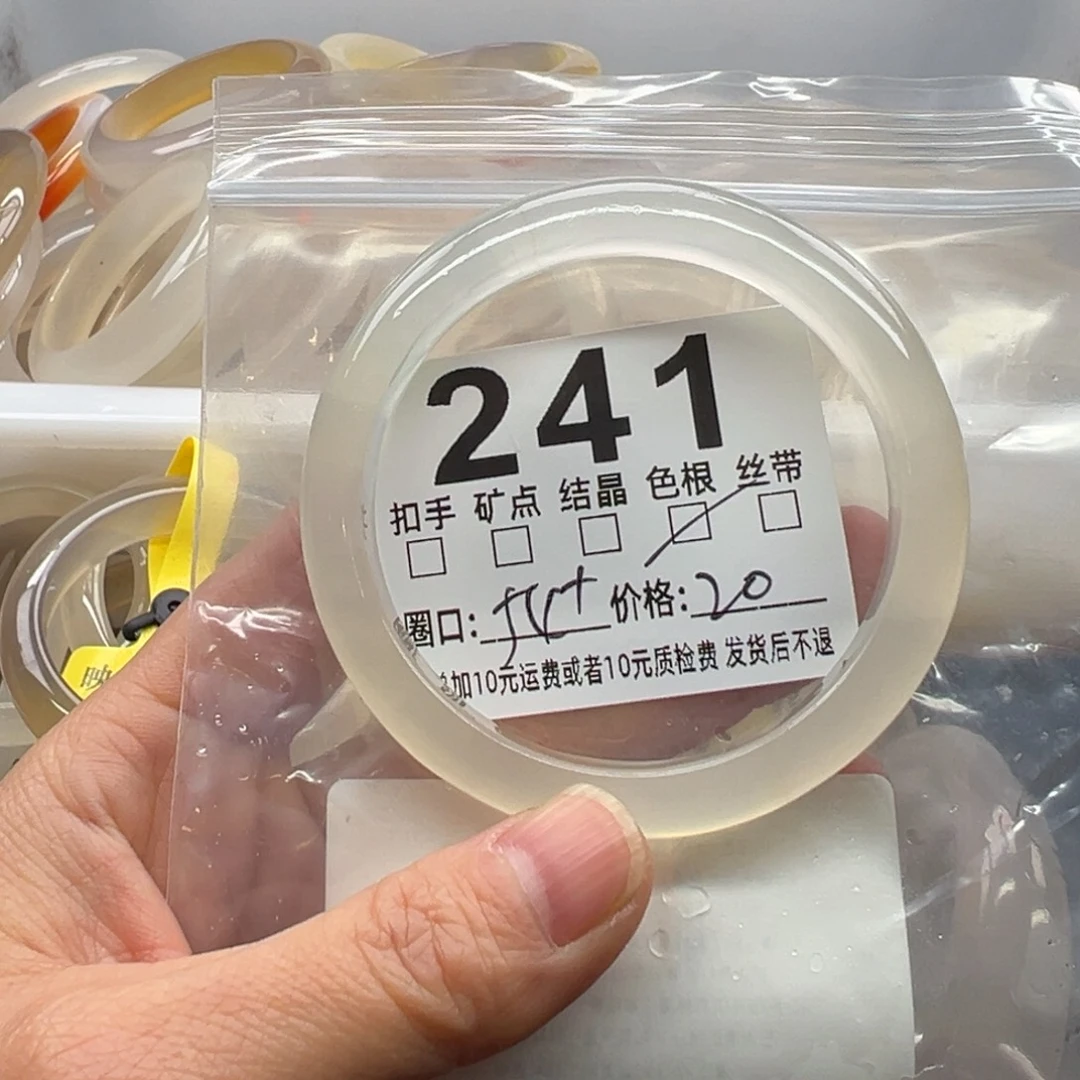 241
扣手 矿点 结晶 色根 丝带
圈口: 价格:20
加10元运费或者10元质检费 发货后不退
映